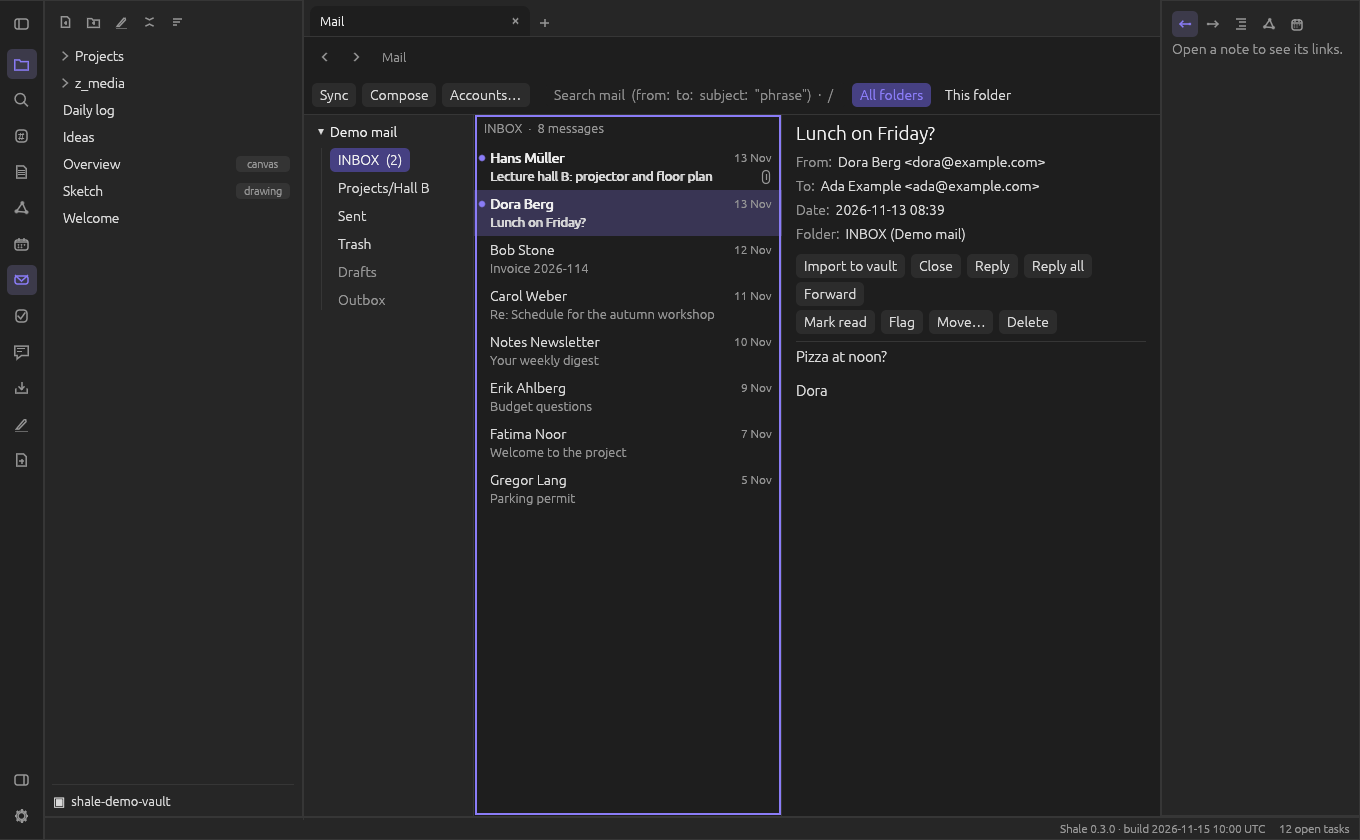 Projects
z_media
Daily log
Ideas
Overview canvas
Sketch drawing
Welcome
shale-demo-vault
Mail × +
Mail
Sync Compose Accounts… Search mail (from: to: subject: "phrase") · / All folders This folder
▾ Demo mail
INBOX (2)
Projects/Hall B
Sent
Trash
Drafts
Outbox
INBOX · 8 messages
Hans Müller 13 Nov
Lecture hall B: projector and floor plan
Dora Berg 13 Nov
Lunch on Friday?
Bob Stone 12 Nov
Invoice 2026-114
Carol Weber 11 Nov
Re: Schedule for the autumn workshop
Notes Newsletter 10 Nov
Your weekly digest
Erik Ahlberg 9 Nov
Budget questions
Fatima Noor 7 Nov
Welcome to the project
Gregor Lang 5 Nov
Parking permit
Lunch on Friday?
From: Dora Berg <dora@example.com>
To: Ada Example <ada@example.com>
Date: 2026-11-13 08:39
Folder: INBOX (Demo mail)
Import to vault Close Reply Reply all
Forward
Mark read Flag Move… Delete
Pizza at noon?
Dora
Open a note to see its links.
Shale 0.3.0 · build 2026-11-15 10:00 UTC 12 open tasks